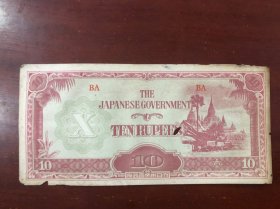 THE
BA BA
JAPANESE GOVERNMENT
X
TEN RUPEES
10 10 10